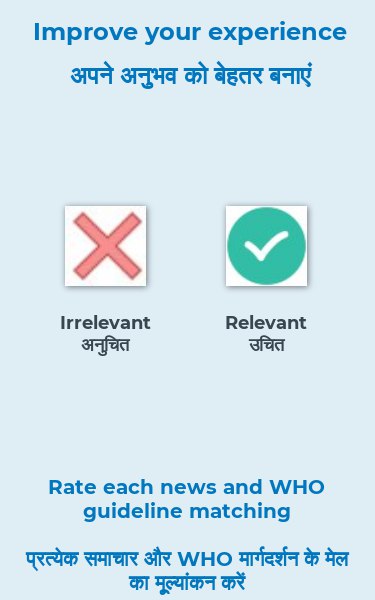 Improve your experience
अपने अनुभव को बेहतर बनाएं
Irrelevant
अनुचित
Relevant
उचित
Rate each news and WHO
guideline matching
प्रत्येक समाचार और WHO मार्गदर्शन के मेल
का मूल्यांकन करें